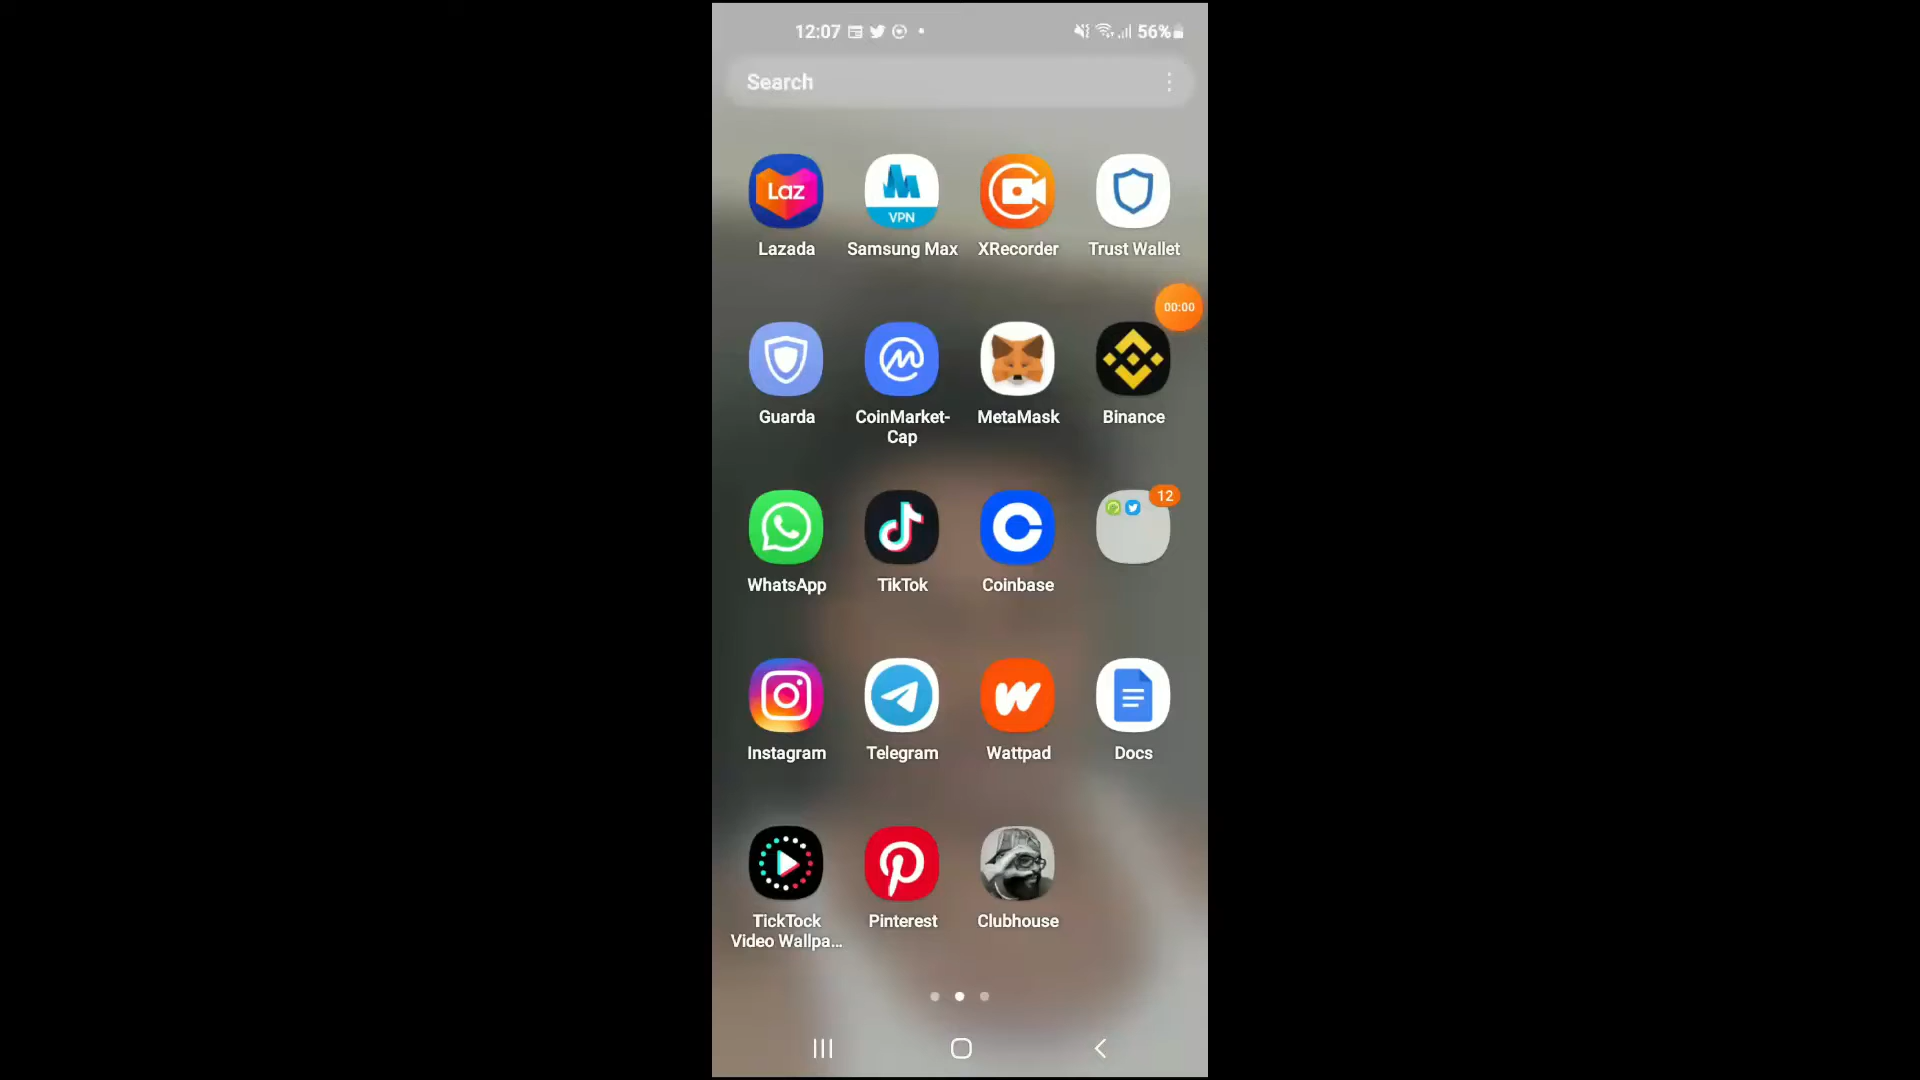 12:07
56%
Search
Laz
VPN
Lazada
Samsung Max
XRecorder
Trust Wallet
00:00
Guarda
CoinMarket-
Cap
MetaMask
Binance
12
WhatsApp
TikTok
Coinbase
Instagram
Telegram
Wattpad
Docs
TickTock
Video Wallpa...
Pinterest
Clubhouse